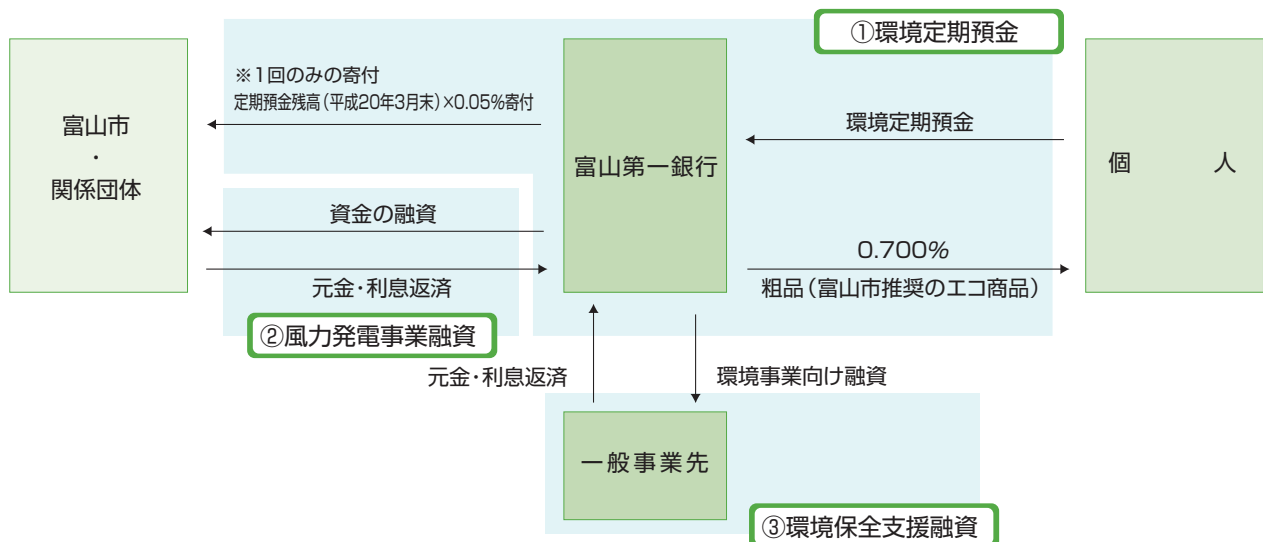 ①環境定期預金
※1回のみの寄付
定期預金残高(平成20年3月末)×0.05%寄付
環境定期預金
富山市
・
関係団体
富山第一銀行
個 人
資金の融資
0.700%
元金・利息返済
粗品(富山市推奨のエコ商品)
②風力発電事業融資
元金・利息返済
環境事業向け融資
一般事業先
③環境保全支援融資